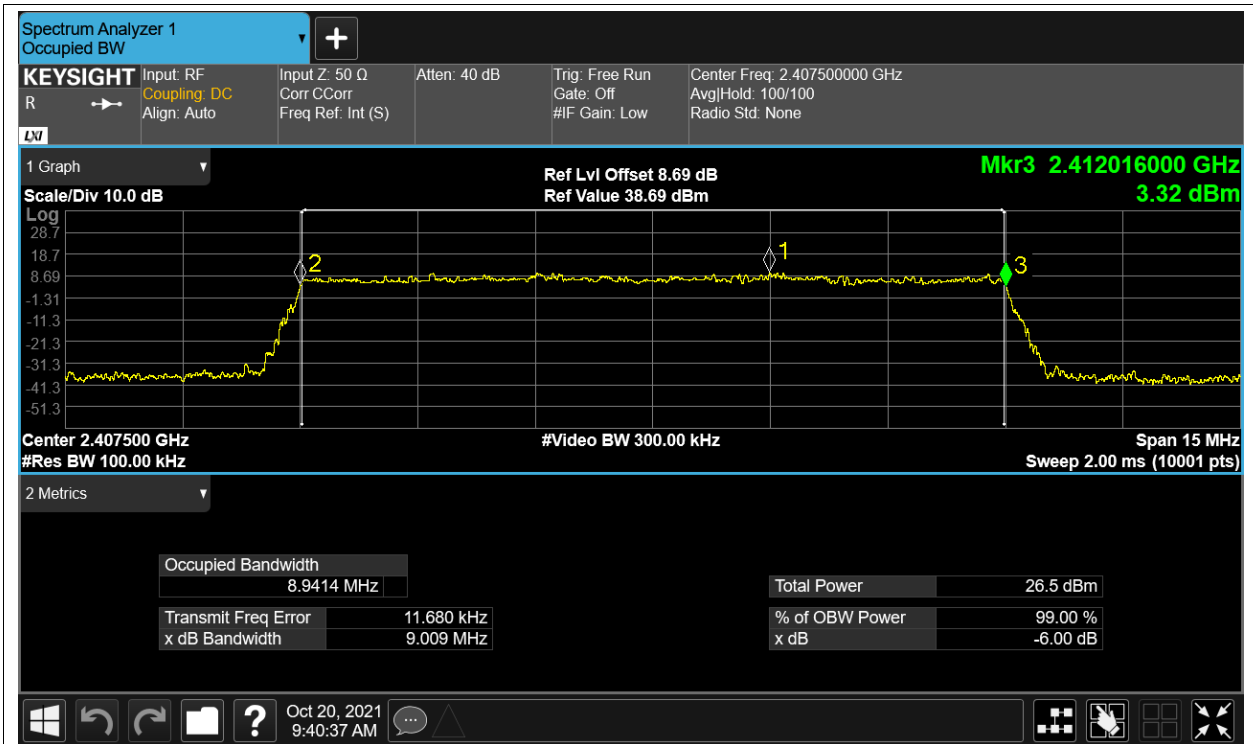 Spectrum Analyzer 1
Occupied BW
KEYSIGHT Input: RF Input Z: 50 Ω Atten: 40 dB Trig: Free Run Center Freq: 2.407500000 GHz
R Coupling: DC Corr CCorr Gate: Off Avg|Hold: 100/100
Align: Auto Freq Ref: Int (S) #IF Gain: Low Radio Std: None
LXI
1 Graph Ref Lvl Offset 8.69 dB Mkr3 2.412016000 GHz
Scale/Div 10.0 dB Ref Value 38.69 dBm 3.32 dBm
Log
28.7
18.7
8.69
-1.31
-11.3
-21.3
-31.3
-41.3
-51.3
2
1
3
Center 2.407500 GHz #Video BW 300.00 kHz Span 15 MHz
#Res BW 100.00 kHz Sweep 2.00 ms (10001 pts)
2 Metrics
Occupied Bandwidth
8.9414 MHz Total Power 26.5 dBm
Transmit Freq Error 11.680 kHz % of OBW Power 99.00 %
x dB Bandwidth 9.009 MHz x dB -6.00 dB
Oct 20, 2021
9:40:37 AM